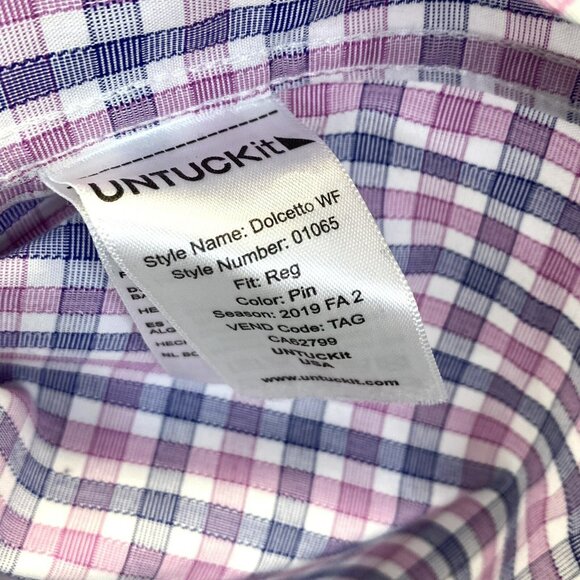 UNTUCKit
Style Name: Dolcetto WF
Style Number: 01065
Fit: Reg
Color: Pin
Season: 2019 FA 2
VEND Code: TAG
CA62799
UNTUCKit
USA
www.untuckit.com